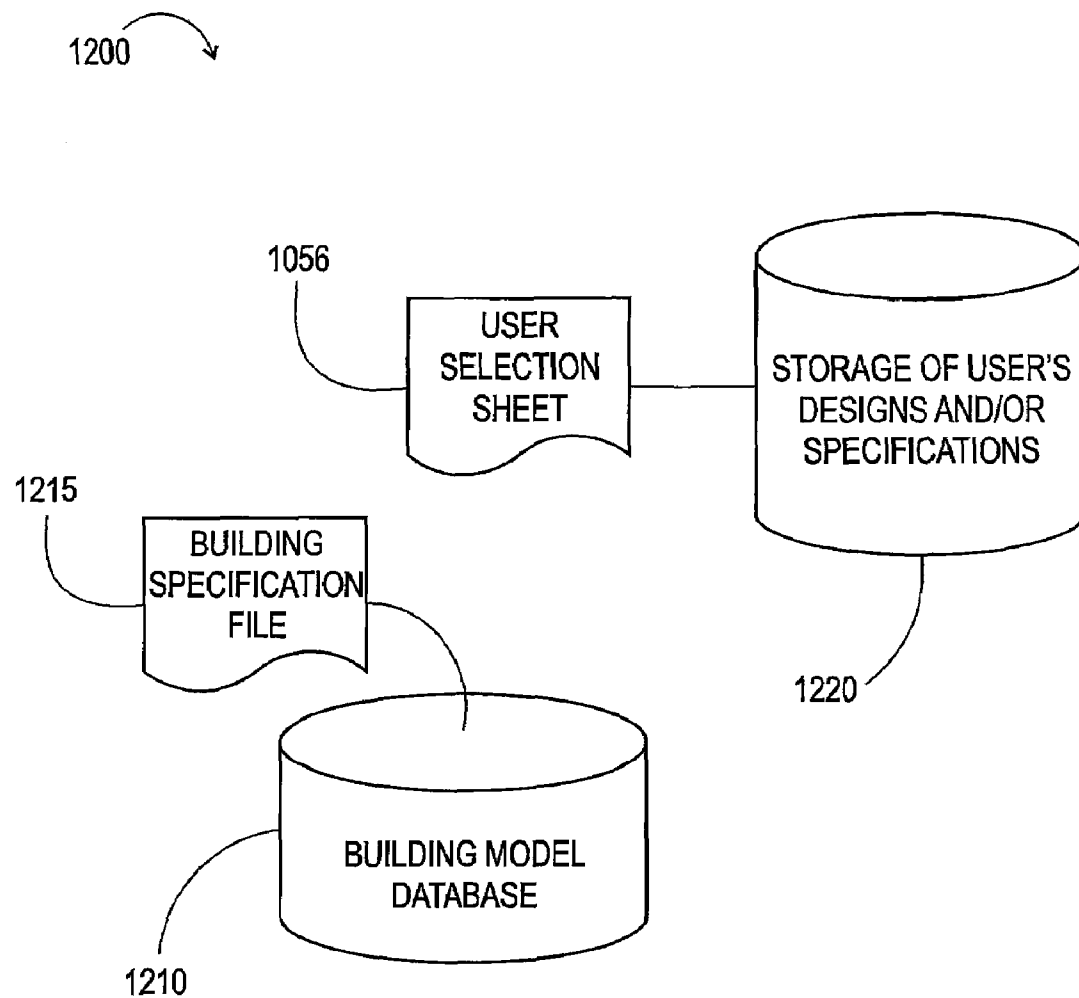 1200
1056
USER
SELECTION
SHEET
STORAGE OF USER'S
DESIGNS AND/OR
SPECIFICATIONS
1215
BUILDING
SPECIFICATION
FILE
1220
BUILDING MODEL
DATABASE
1210